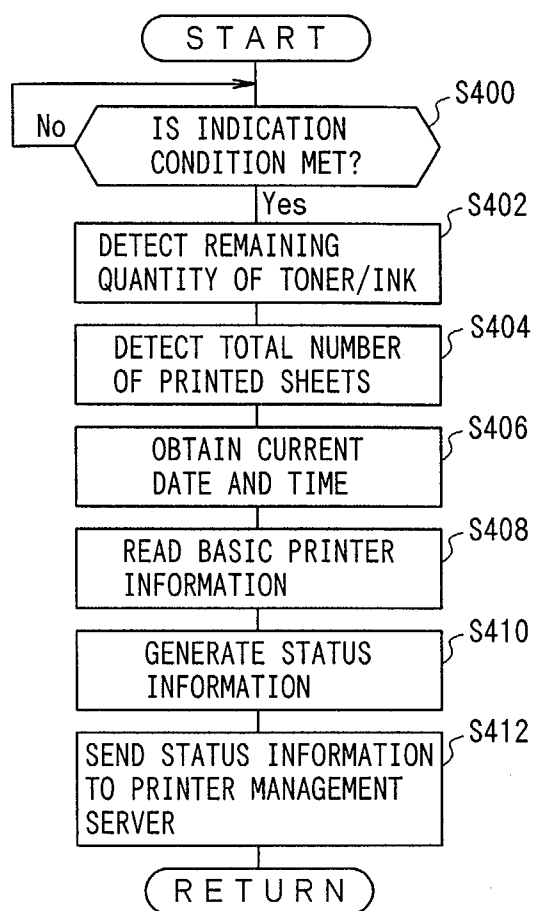 START
S400
No
IS INDICATION
CONDITION MET?
Yes
S402
DETECT REMAINING
QUANTITY OF TONER/INK
S404
DETECT TOTAL NUMBER
OF PRINTED SHEETS
S406
OBTAIN CURRENT
DATE AND TIME
S408
READ BASIC PRINTER
INFORMATION
S410
GENERATE STATUS
INFORMATION
S412
SEND STATUS INFORMATION
TO PRINTER MANAGEMENT
SERVER
RETURN